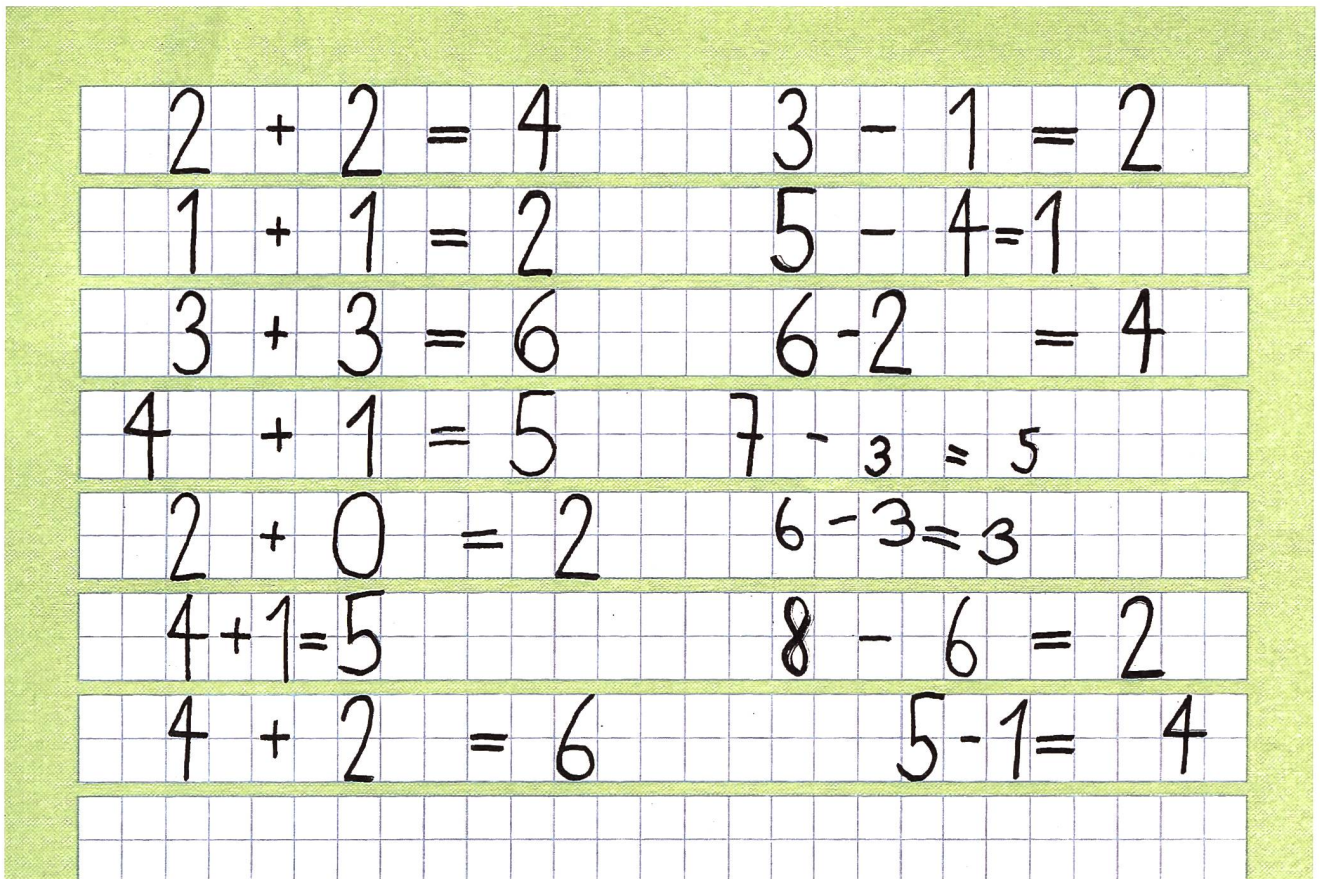 2 + 2 = 4 3 - 1 = 2
1 + 1 = 2 5 - 4 = 1
3 + 3 = 6 6 - 2 = 4
4 + 1 = 5 7 - 3 = 5
2 + 0 = 2 6 - 3 = 3
4 + 1 = 5 8 - 6 = 2
4 + 2 = 6 5 - 1 = 4